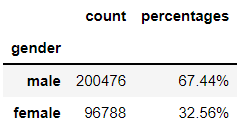 count percentages
gender
male 200476 67.44%
female 96788 32.56%